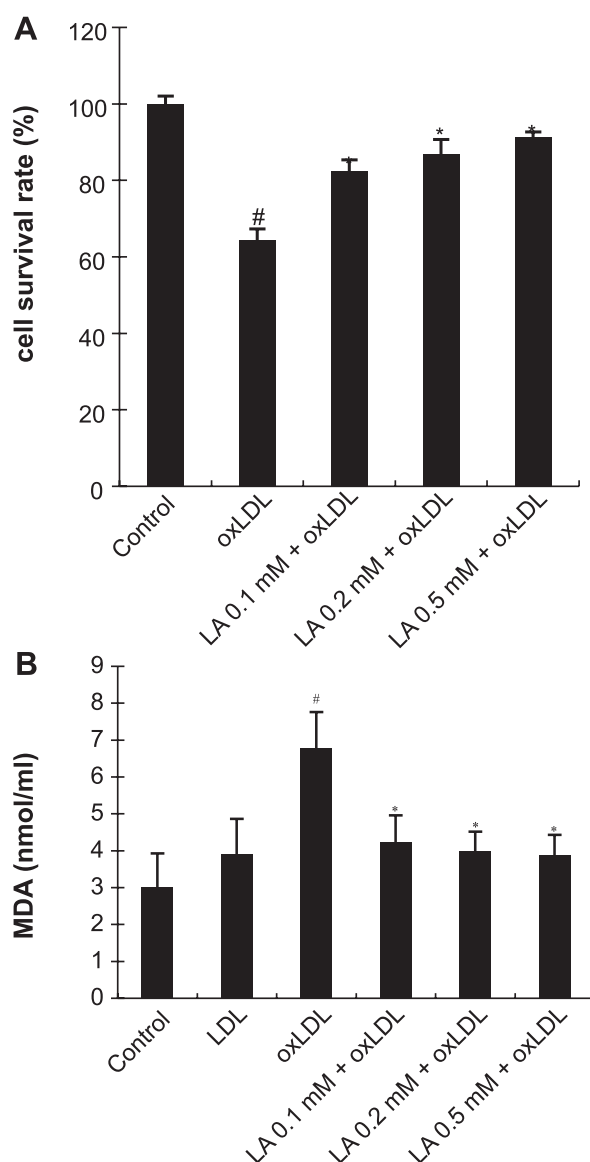 A
cell survival rate (%)
120
100
80
60
40
20
0
#
*
*
*
Control
oxLDL
LA 0.1 mM + oxLDL
LA 0.2 mM + oxLDL
LA 0.5 mM + oxLDL
B
MDA (nmol/ml)
9
8
7
6
5
4
3
2
1
0
#
*
*
*
Control
LDL
oxLDL
LA 0.1 mM + oxLDL
LA 0.2 mM + oxLDL
LA 0.5 mM + oxLDL